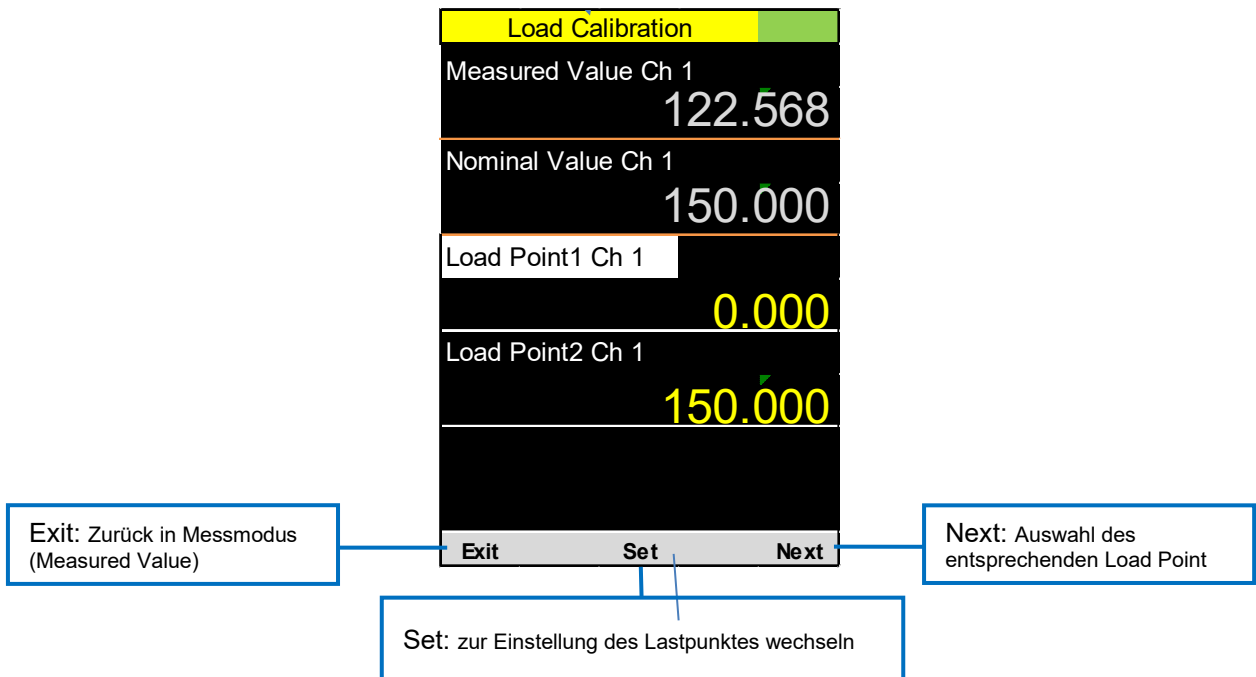 Load Calibration
Measured Value Ch 1
122.568
Nominal Value Ch 1
150.000
Load Point1 Ch 1
0.000
Load Point2 Ch 1
150.000
Exit: Zurück in Messmodus
(Measured Value)
Exit Set Next
Next: Auswahl des
entsprechenden Load Point
Set: zur Einstellung des Lastpunktes wechseln